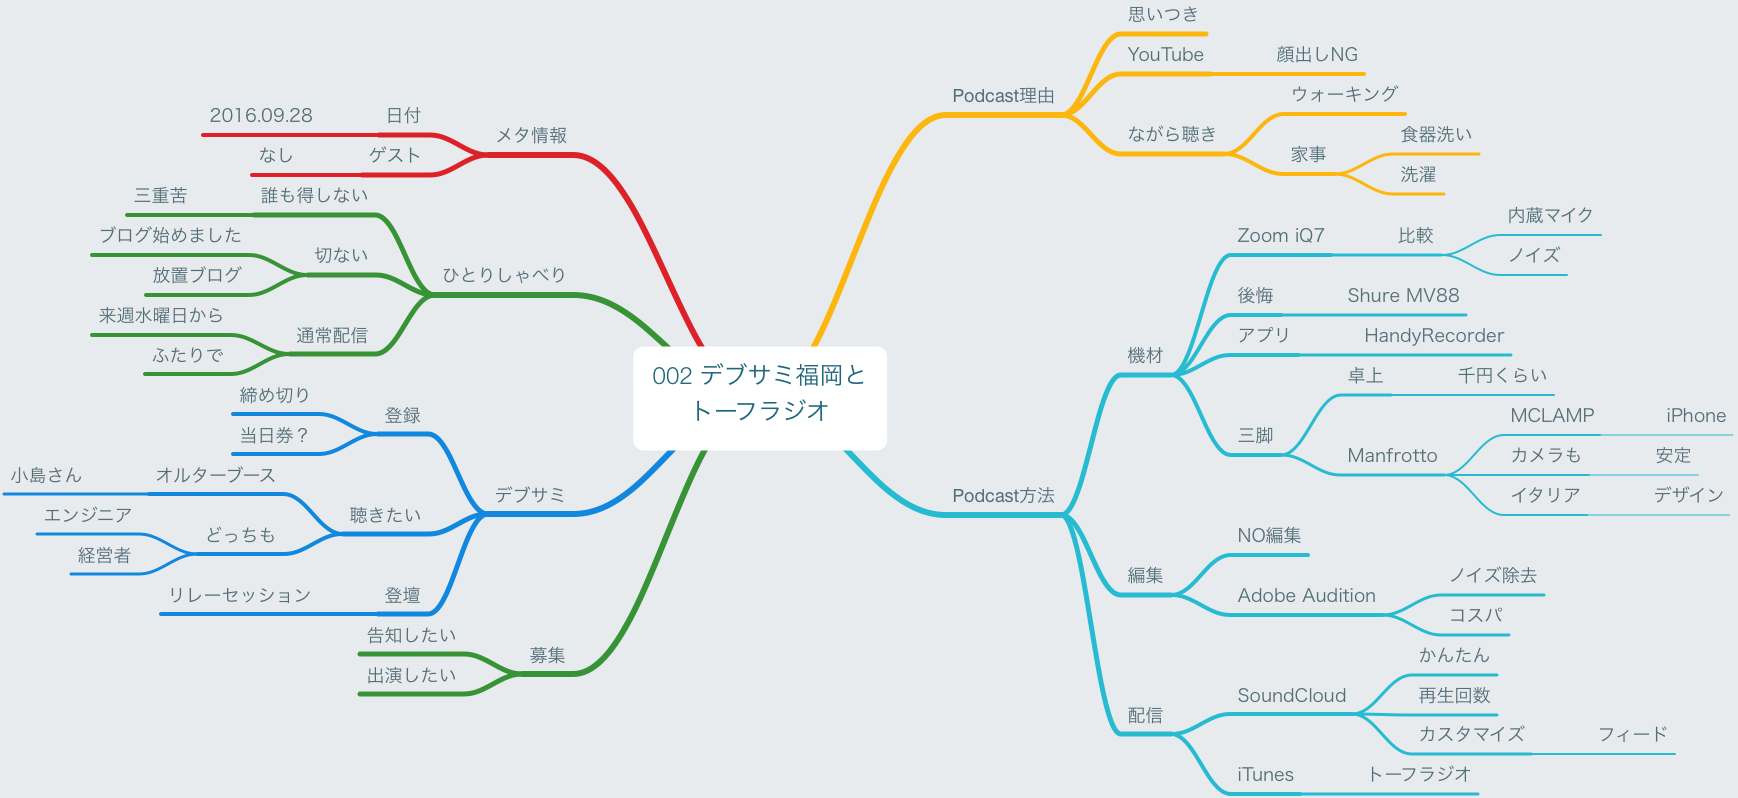 002 デブサミ福岡と
トーフラジオ
Podcast理由
思いつき
YouTube
顔出しNG
ながら聴き
ウォーキング
家事
食器洗い
洗濯
Podcast方法
機材
Zoom iQ7
比較
内蔵マイク
ノイズ
後悔
Shure MV88
アプリ
HandyRecorder
三脚
卓上
千円くらい
Manfrotto
MCLAMP
iPhone
カメラも
安定
イタリア
デザイン
編集
NO編集
Adobe Audition
ノイズ除去
コスパ
配信
SoundCloud
かんたん
再生回数
カスタマイズ
フィード
iTunes
トーフラジオ
メタ情報
日付
2016.09.28
ゲスト
なし
ひとりしゃべり
誰も得しない
三重苦
切ない
ブログ始めました
放置ブログ
通常配信
来週水曜日から
ふたりで
デブサミ
登録
締め切り
当日券？
聴きたい
オルターブース
小島さん
どっちも
エンジニア
経営者
登壇
リレーセッション
募集
告知したい
出演したい